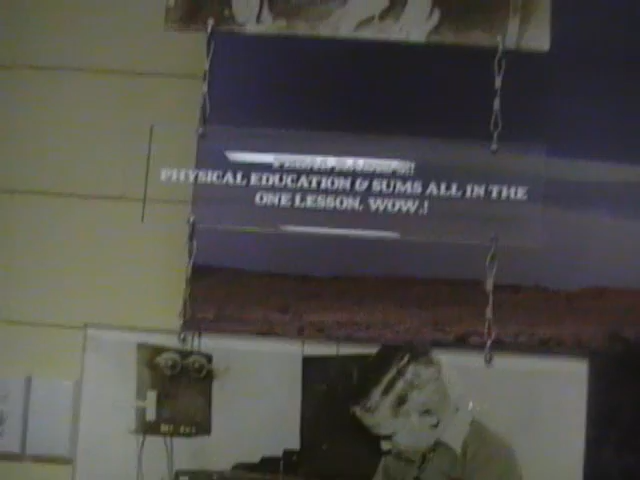 PHYSICAL EDUCATION & SUMS ALL IN THE
ONE LESSON. WOW.!